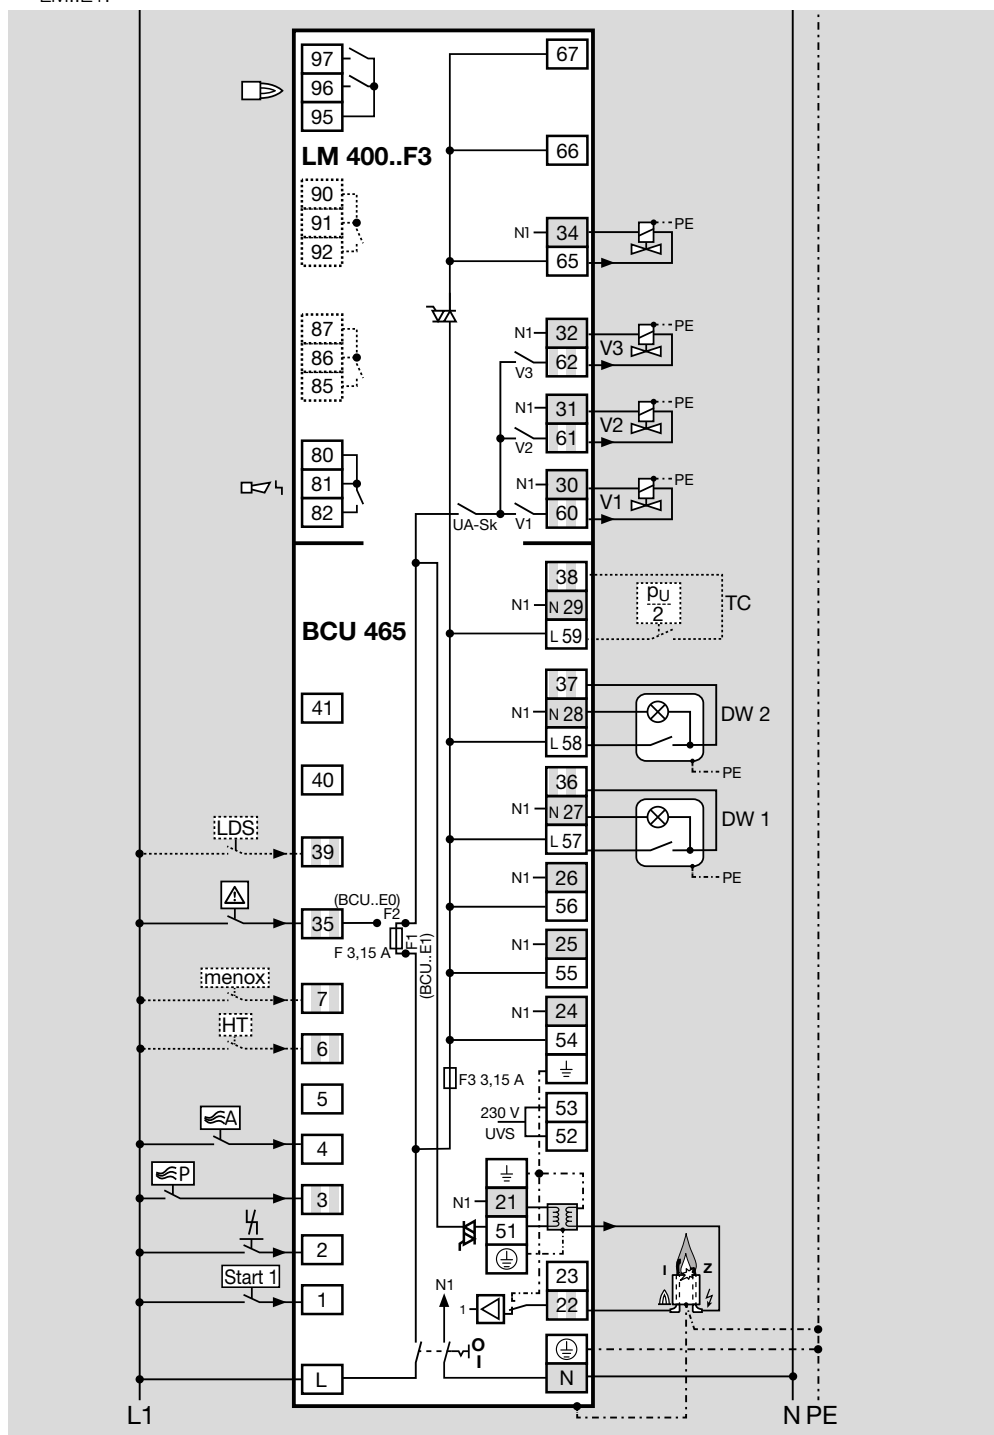 97
96
95
LM 400..F3
90
91
92
87
86
85
80
81
82
67
66
N1
34
PE
65
N1
32
PE
V3
V3
62
N1
31
PE
V2
V2
61
N1
30
PE
V1
V1
60
UA-Sk
BCU 465
38
pU
2
TC
N1
N 29
L 59
37
N1
N 28
DW 2
L 58
PE
36
N1
N 27
DW 1
L 57
PE
N1
26
56
N1
25
55
N1
24
54
41
40
LDS
39
(BCU..E0)
35
F2
F 3,15 A
F1
(BCU..E1)
menox
7
HT
6
F3 3,15 A
5
230 V
UVS
53
52
A
4
P
3
N1
21
51
2
Start 1
1
N1
1
23
22
I
Z
O
I
L
N
L1
N PE